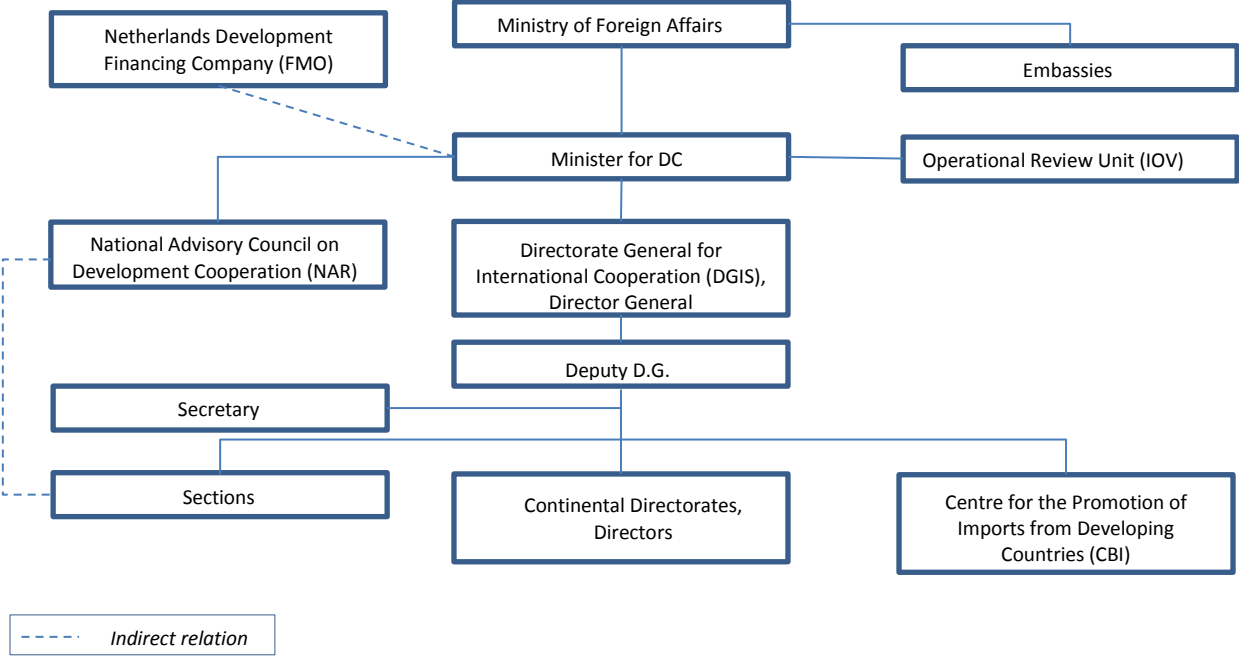 Netherlands Development
Financing Company (FMO)
Ministry of Foreign Affairs
Embassies
Minister for DC
Operational Review Unit (IOV)
National Advisory Council on
Development Cooperation (NAR)
Directorate General for
International Cooperation (DGIS),
Director General
Deputy D.G.
Secretary
Sections
Continental Directorates,
Directors
Centre for the Promotion of
Imports from Developing
Countries (CBI)
Indirect relation